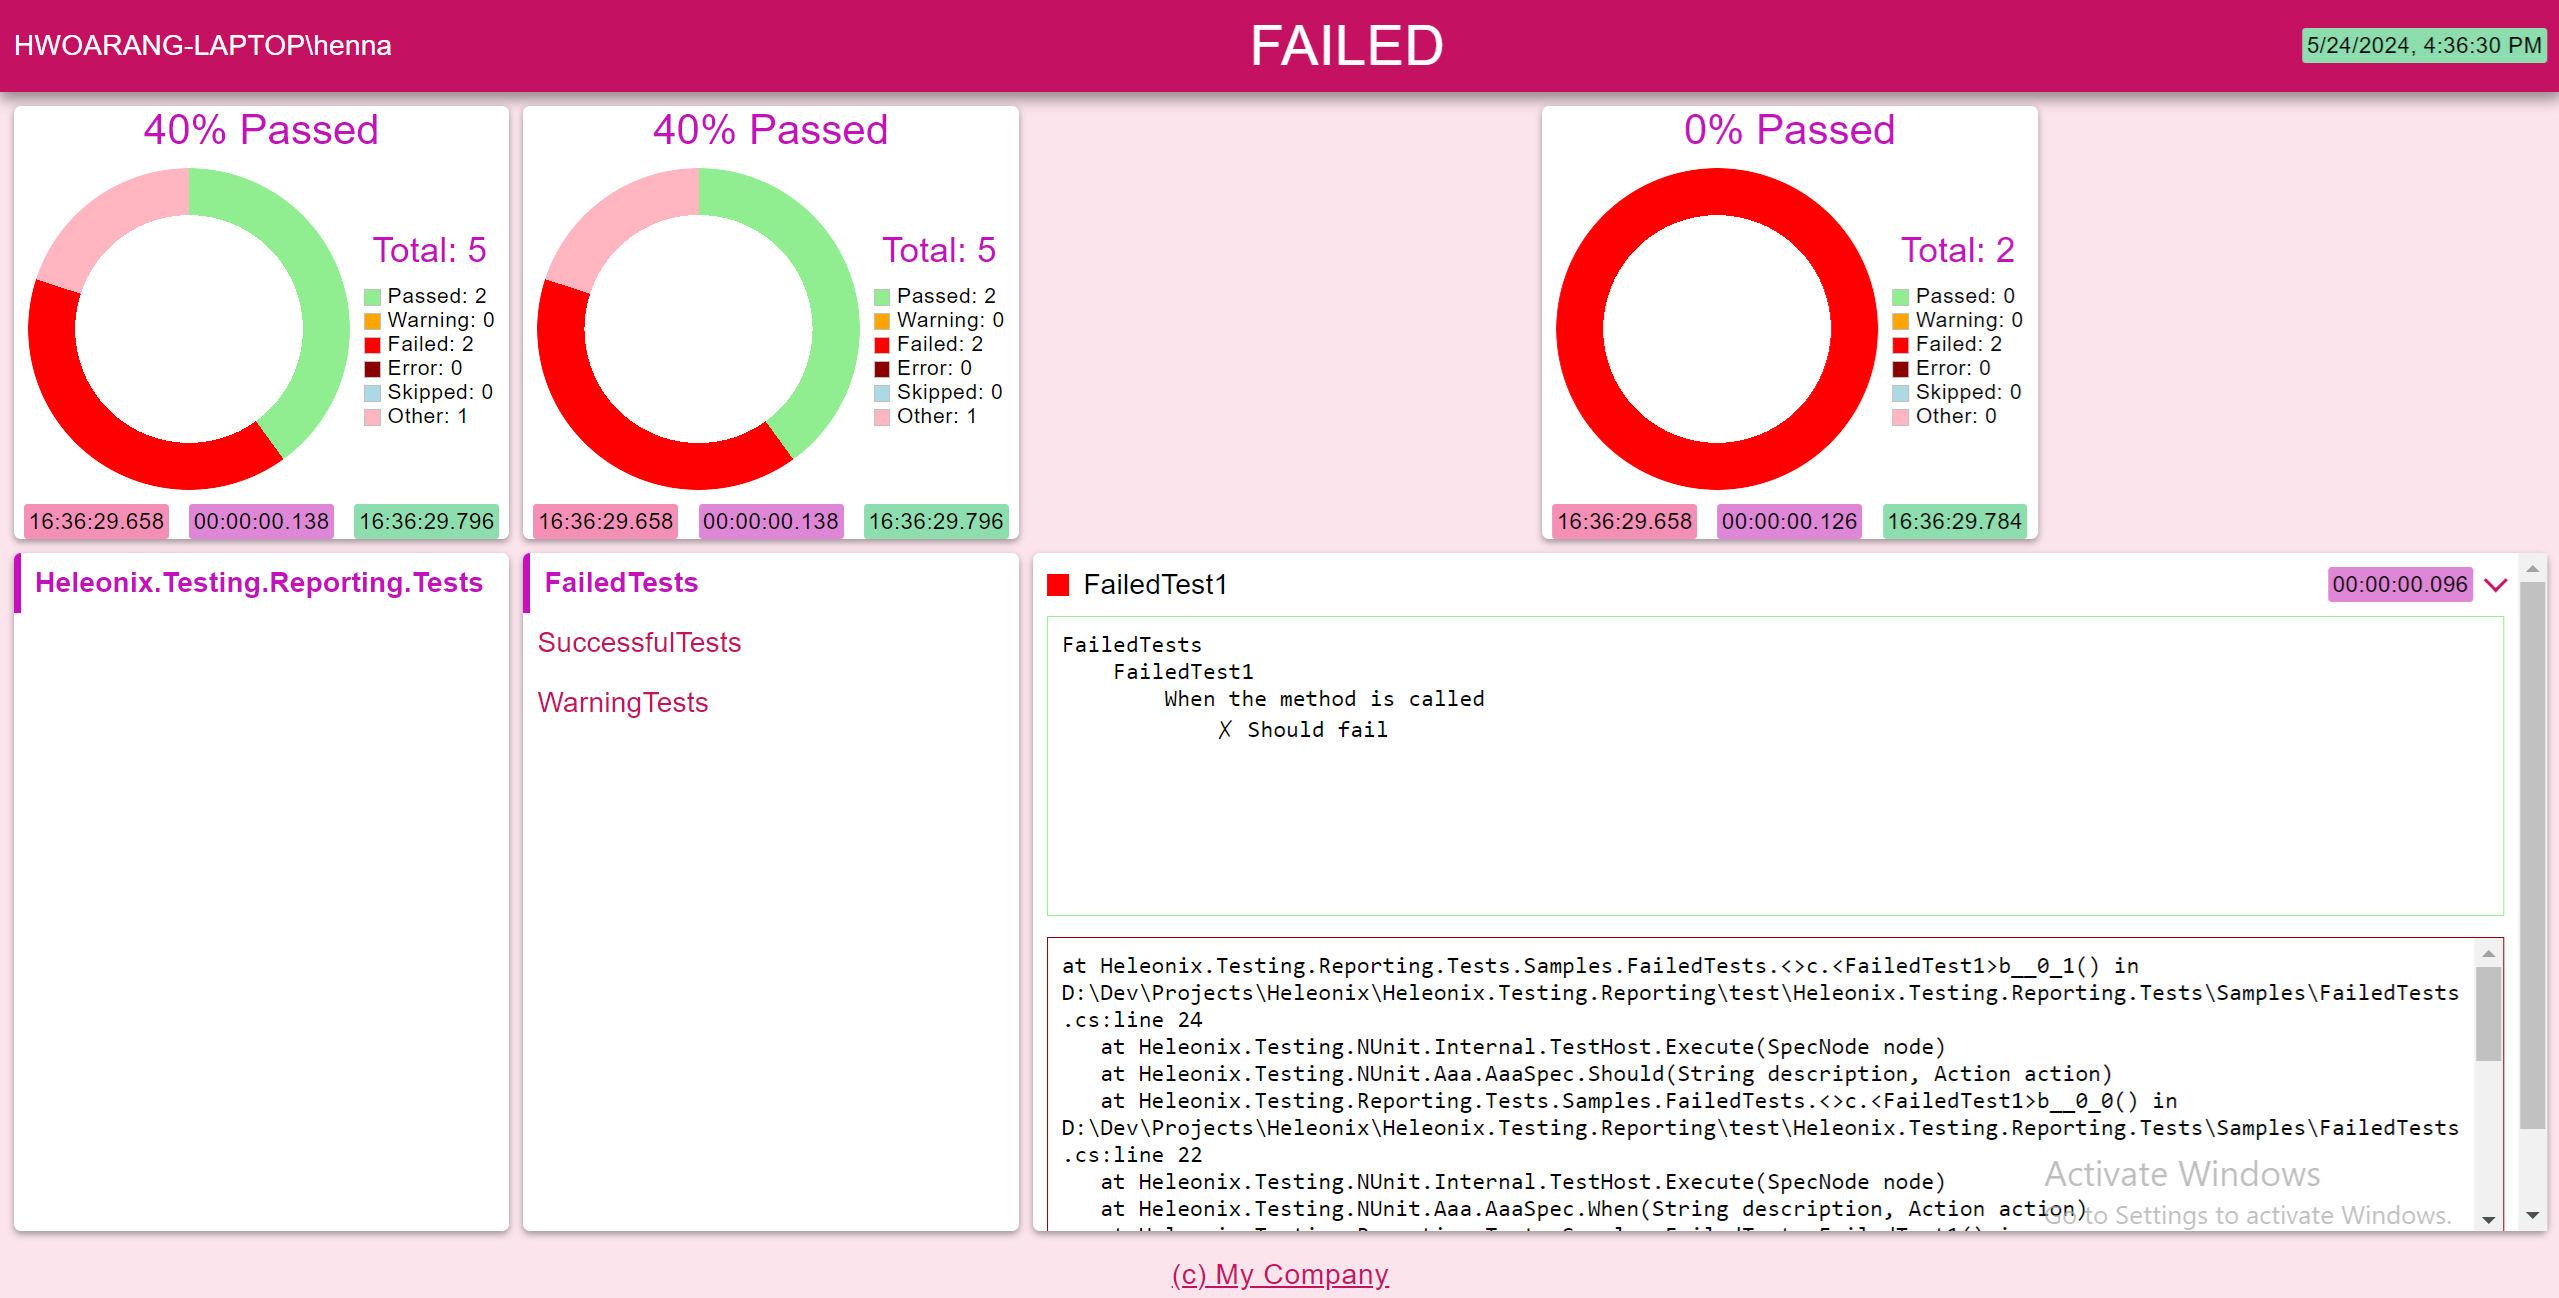 HWOARANG-LAPTOP\henna
FAILED
5/24/2024, 4:36:30 PM
40% Passed
Total: 5
Passed: 2
Warning: 0
Failed: 2
Error: 0
Skipped: 0
Other: 1
16:36:29.658
00:00:00.138
16:36:29.796
40% Passed
Total: 5
Passed: 2
Warning: 0
Failed: 2
Error: 0
Skipped: 0
Other: 1
16:36:29.658
00:00:00.138
16:36:29.796
0% Passed
Total: 2
Passed: 0
Warning: 0
Failed: 2
Error: 0
Skipped: 0
Other: 0
16:36:29.658
00:00:00.126
16:36:29.784
Heleonix.Testing.Reporting.Tests
FailedTests
SuccessfulTests
WarningTests
FailedTest1
00:00:00.096
FailedTests
FailedTest1
When the method is called
✗ Should fail
at Heleonix.Testing.Reporting.Tests.Samples.FailedTests.<>c.<FailedTest1>b__0_1() in
D:\Dev\Projects\Heleonix\Heleonix.Testing.Reporting\test\Heleonix.Testing.Reporting.Tests\Samples\FailedTests
.cs:line 24
at Heleonix.Testing.NUnit.Internal.TestHost.Execute(SpecNode node)
at Heleonix.Testing.NUnit.Aaa.AaaSpec.Should(String description, Action action)
at Heleonix.Testing.Reporting.Tests.Samples.FailedTests.<>c.<FailedTest1>b__0_0() in
D:\Dev\Projects\Heleonix\Heleonix.Testing.Reporting\test\Heleonix.Testing.Reporting.Tests\Samples\FailedTests
.cs:line 22
at Heleonix.Testing.NUnit.Internal.TestHost.Execute(SpecNode node)
at Heleonix.Testing.NUnit.Aaa.AaaSpec.When(String description, Action action)
Activate Windows
Go to Settings to activate Windows.
(c) My Company